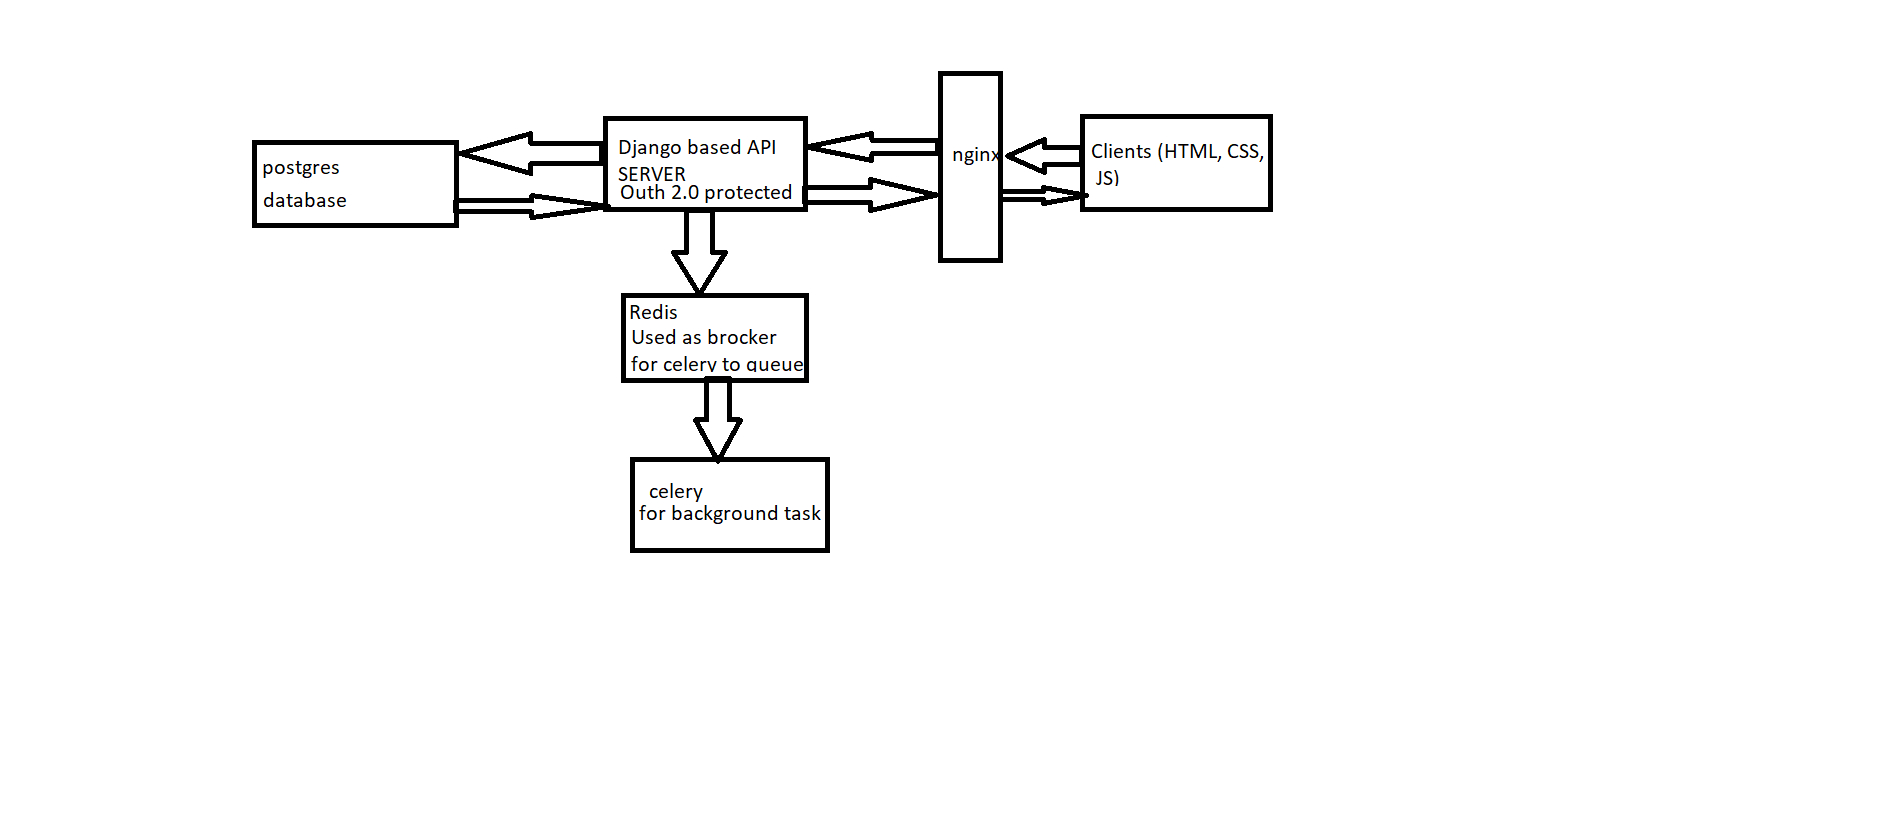 postgres
database
Django based API
SERVER
Outh 2.0 protected
nginx
Clients (HTML, CSS,
JS)
Redis
Used as brocker
for celery to queue
celery
for background task